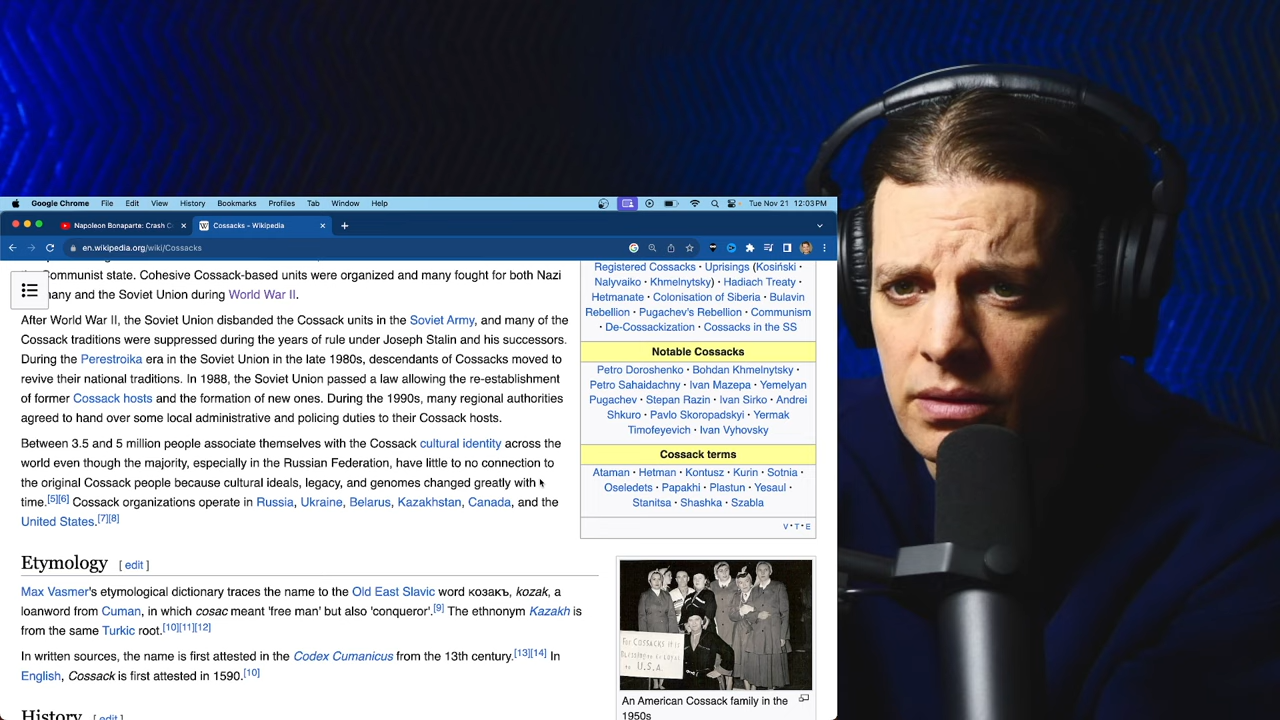 Google Chrome File Edit View History Bookmarks Profiles Tab Window Help
Tue Nov 21 12:03 PM
Napoleon Bonaparte: Crash C
Cossacks - Wikipedia
en.wikipedia.org/wiki/Cossacks
Communist state. Cohesive Cossack-based units were organized and many fought for both Nazi
and the Soviet Union during World War II.
After World War II, the Soviet Union disbanded the Cossack units in the Soviet Army, and many of the
Cossack traditions were suppressed during the years of rule under Joseph Stalin and his successors.
During the Perestroika era in the Soviet Union in the late 1980s, descendants of Cossacks moved to
revive their national traditions. In 1988, the Soviet Union passed a law allowing the re-establishment
of former Cossack hosts and the formation of new ones. During the 1990s, many regional authorities
agreed to hand over some local administrative and policing duties to their Cossack hosts.
Between 3.5 and 5 million people associate themselves with the Cossack cultural identity across the
world even though the majority, especially in the Russian Federation, have little to no connection to
the original Cossack people because cultural ideals, legacy, and genomes changed greatly with
time.[5][6] Cossack organizations operate in Russia, Ukraine, Belarus, Kazakhstan, Canada, and the
United States.[7][8]
Etymology [ edit ]
Max Vasmer's etymological dictionary traces the name to the Old East Slavic word козакъ, kozak, a
loanword from Cuman, in which cosac meant 'free man' but also 'conqueror'.[9] The ethnonym Kazakh is
from the same Turkic root.[10][11][12]
In written sources, the name is first attested in the Codex Cumanicus from the 13th century.[13][14] In
English, Cossack is first attested in 1590.[10]
History [ edit ]
Registered Cossacks · Uprisings (Kosiński ·
Nalyvaiko · Khmelnytsky) · Hadiach Treaty ·
Hetmanate · Colonisation of Siberia · Bulavin
Rebellion · Pugachev's Rebellion · Communism
· De-Cossackization · Cossacks in the SS
Notable Cossacks
Petro Doroshenko · Bohdan Khmelnytsky ·
Petro Sahaidachny · Ivan Mazepa · Yemelyan
Pugachev · Stepan Razin · Ivan Sirko · Andrei
Shkuro · Pavlo Skoropadskyi · Yermak
Timofeyevich · Ivan Vyhovsky
Cossack terms
Ataman · Hetman · Kontusz · Kurin · Sotnia ·
Oseledets · Papakhi · Plastun · Yesaul ·
Stanitsa · Shashka · Szabla
V · T · E
For COSSACKS IT IS
U.S.A.
An American Cossack family in the
1950s